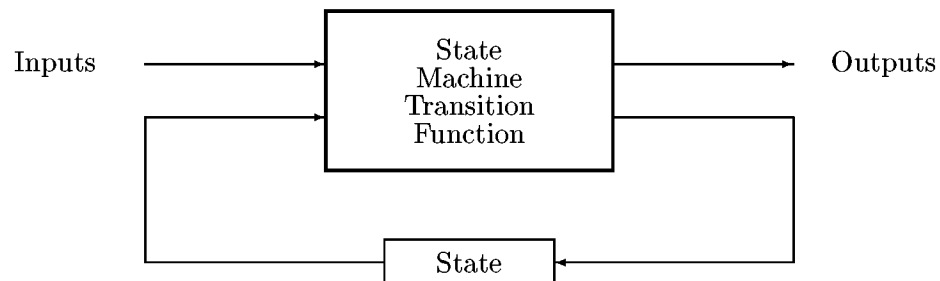 Inputs
State
Machine
Transition
Function
Outputs
State